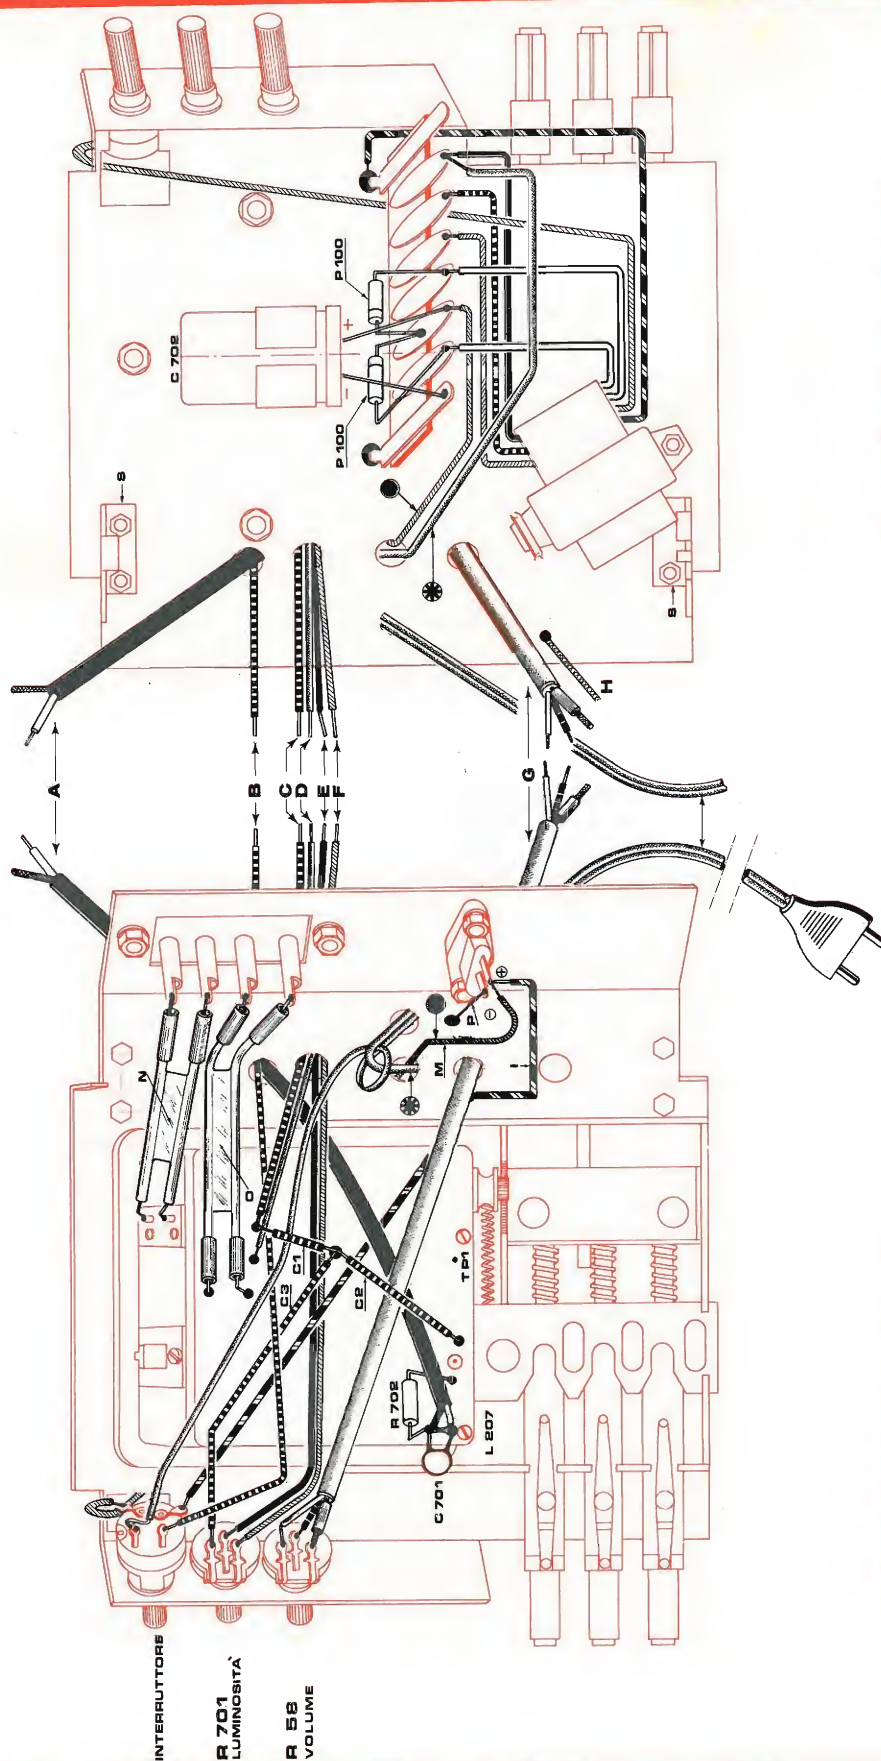 P 100
P 100
C 702
+
−
S
S
A
B
C
D
E
F
G
H
N
O
P
+
−
M
I
C1
C2
C3
TP1
R 702
L 207
C 701
INTERRUTTORE
R 701
LUMINOSITÀ
R 58
VOLUME